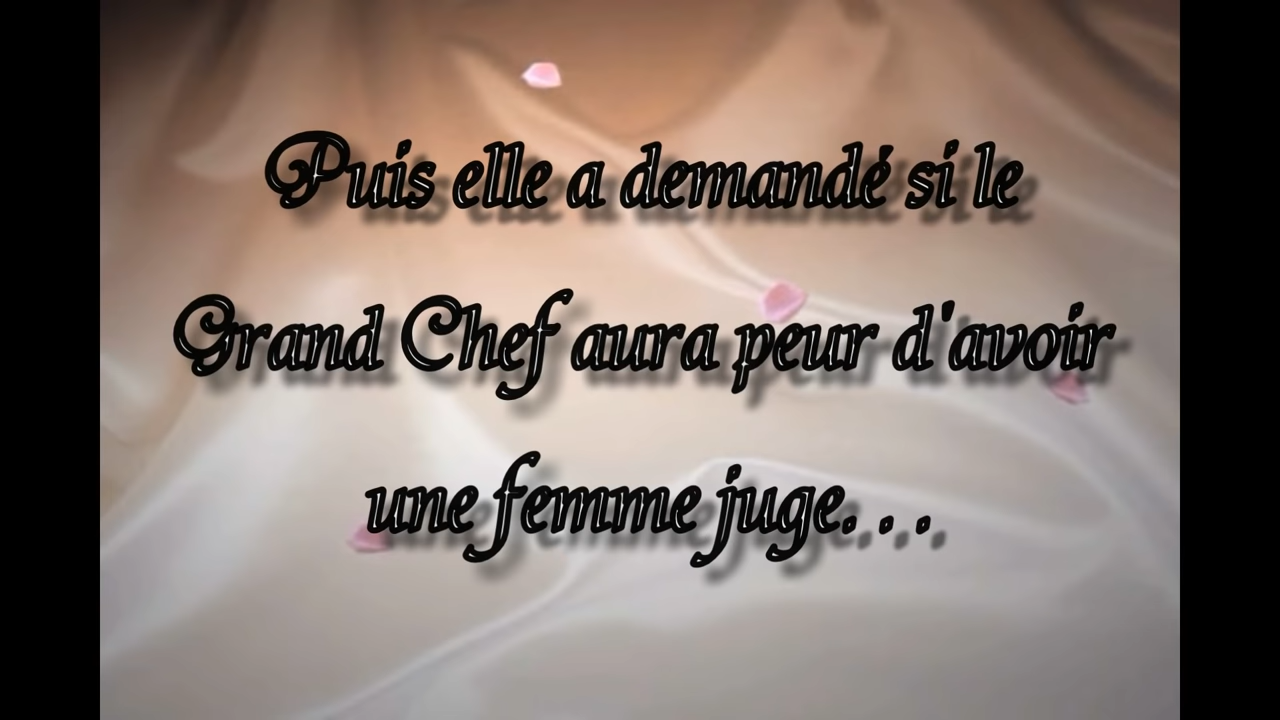 Puis elle a demandé si le
Grand Chef aura peur d'avoir
une femme juge. . .